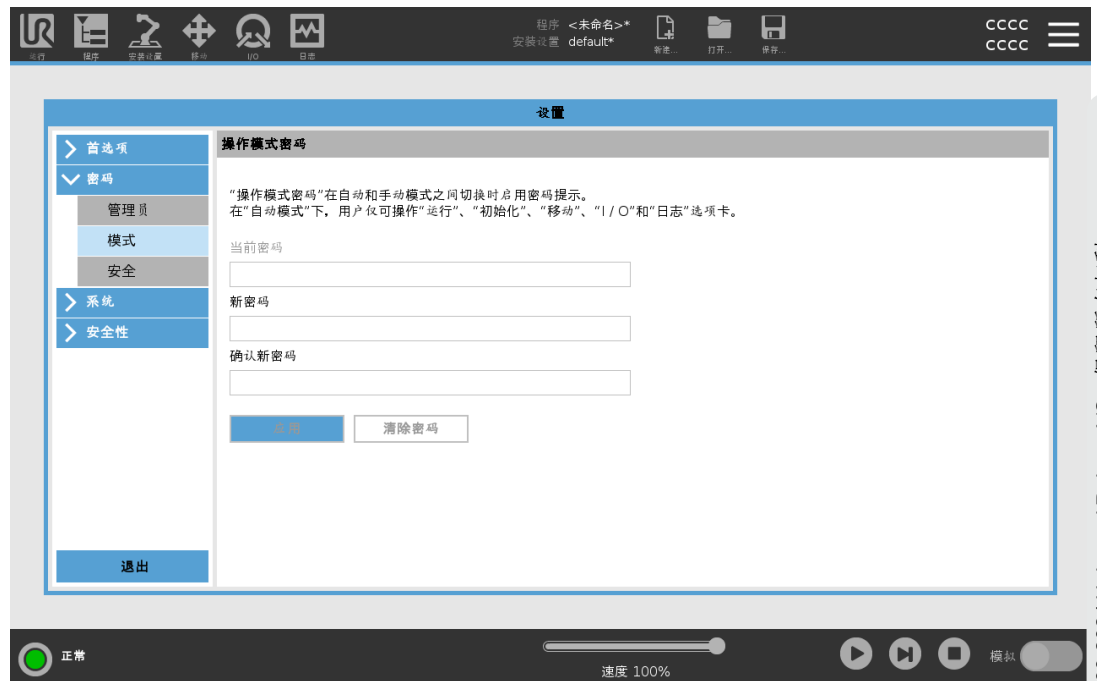 程序 <未命名>*
安装设置 default*
新建... 打开... 保存...
cccc
cccc
运行 程序 安装设置 移动 I/O 日志
设置
首选项
密码
管理员
模式
安全
系统
安全性
退出
操作模式密码
“操作模式密码”在自动和手动模式之间切换时启用密码提示。
在“自动模式”下，用户仅可操作“运行”、“初始化”、“移动”、“I / O”和“日志”选项卡。
当前密码
新密码
确认新密码
应用 清除密码
正常
速度 100%
模拟